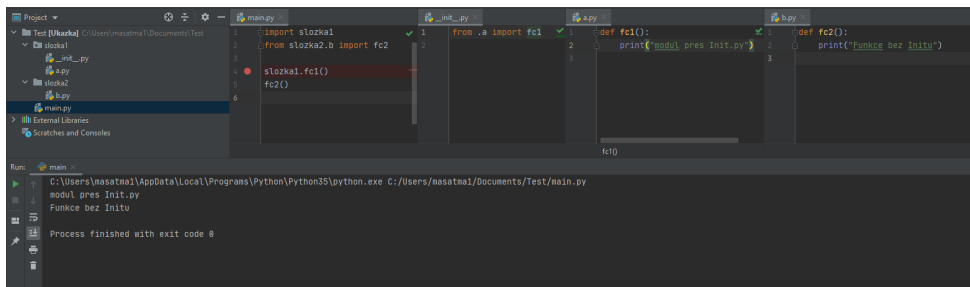 Project
main.py
__init__.py
a.py
b.py
Test [Ukazka] C:\Users\masatma1\Documents\Test
slozka1
__init__.py
a.py
slozka2
b.py
main.py
External Libraries
Scratches and Consoles
1 import slozka1
2 from slozka2.b import fc2
3
4 slozka1.fc1()
5 fc2()
6
1 from .a import fc1
2
1 def fc1():
2 print("modul pres Init.py")
3
fc1()
1 def fc2():
2 print("Funkce bez Initu")
3
Run: main
C:\Users\masatma1\AppData\Local\Programs\Python\Python35\python.exe C:/Users/masatma1/Documents/Test/main.py
modul pres Init.py
Funkce bez Initu
Process finished with exit code 0